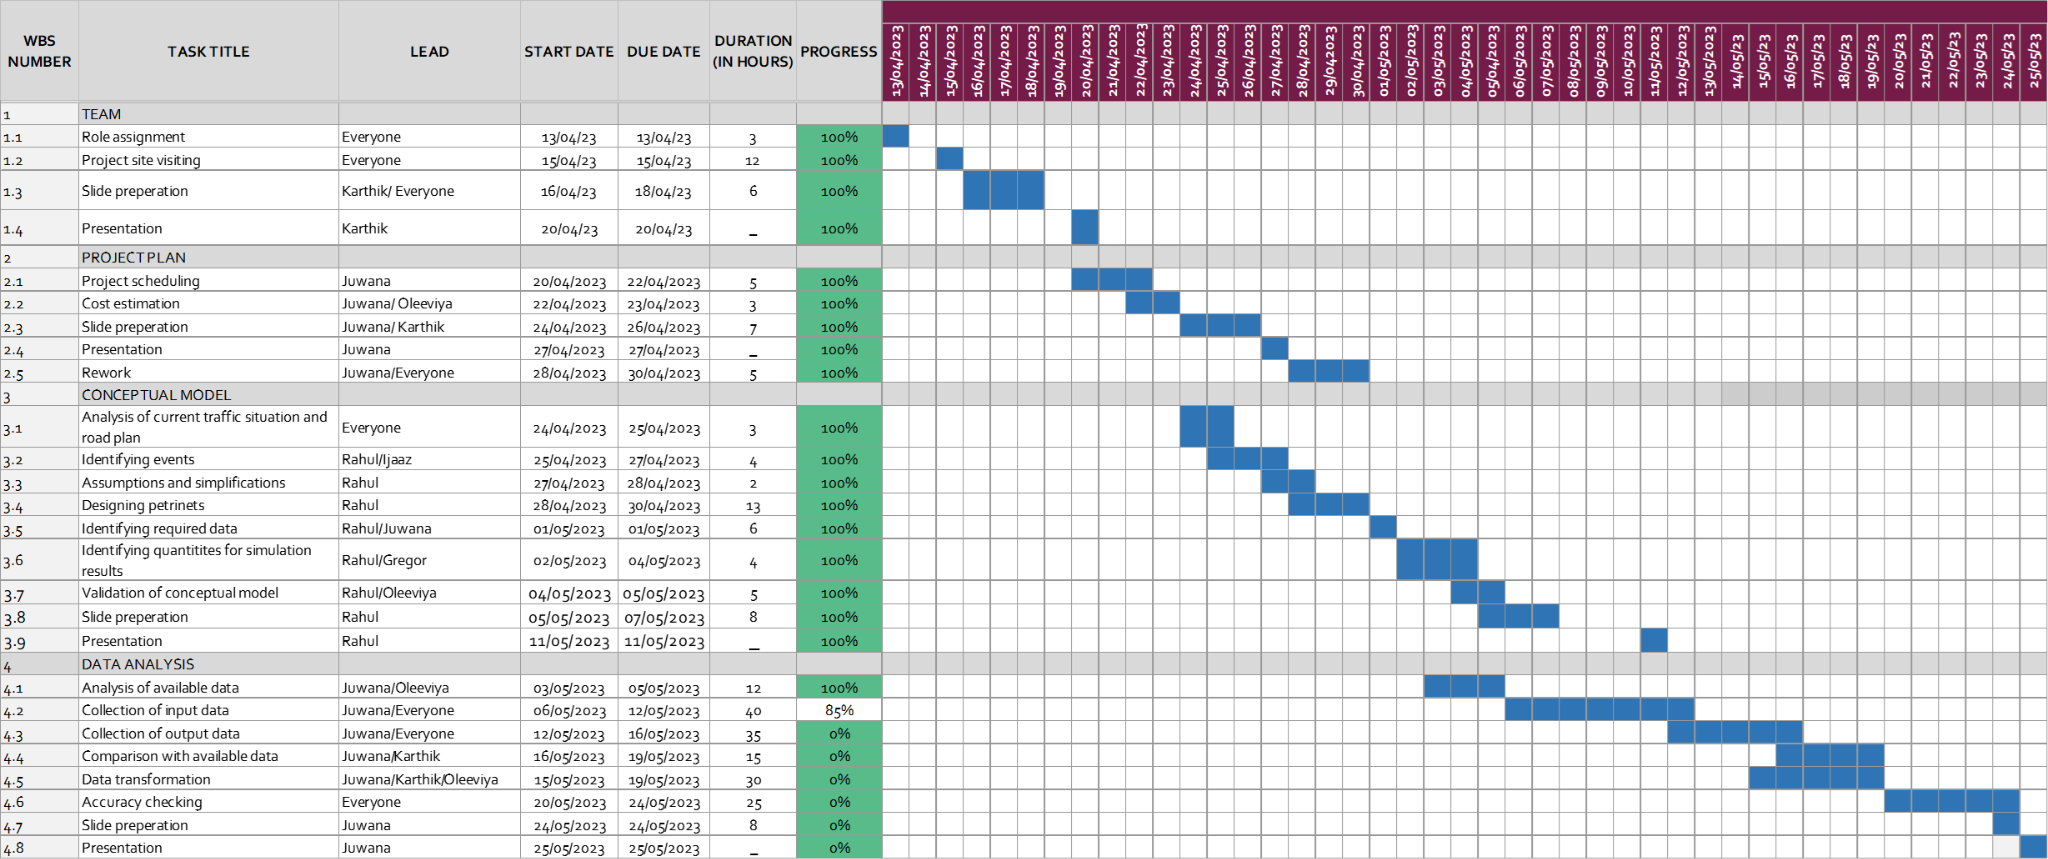 WBS NUMBER TASK TITLE LEAD START DATE DUE DATE DURATION (IN HOURS) PROGRESS 13/04/2023 14/04/2023 15/04/2023 16/04/2023 17/04/2023 18/04/2023 19/04/2023 20/04/2023 21/04/2023 22/04/2023 23/04/2023 24/04/2023 25/04/2023 26/04/2023 27/04/2023 28/04/2023 29/04/2023 30/04/2023 01/05/2023 02/05/2023 03/05/2023 04/05/2023 05/04/2023 06/05/2023 07/05/2023 08/05/2023 09/05/2023 10/05/2023 11/05/2023 12/05/2023 13/05/2023 14/05/23 15/05/23 16/05/23 17/05/23 18/05/23 19/05/23 20/05/23 21/05/23 22/05/23 23/05/23 24/05/23 25/05/23
1 TEAM
1.1 Role assignment Everyone 13/04/23 13/04/23 3 100%
1.2 Project site visiting Everyone 15/04/23 15/04/23 12 100%
1.3 Slide preperation Karthik/ Everyone 16/04/23 18/04/23 6 100%
1.4 Presentation Karthik 20/04/23 20/04/23 _ 100%
2 PROJECT PLAN
2.1 Project scheduling Juwana 20/04/2023 22/04/2023 5 100%
2.2 Cost estimation Juwana/ Oleeviya 22/04/2023 23/04/2023 3 100%
2.3 Slide preperation Juwana/ Karthik 24/04/2023 26/04/2023 7 100%
2.4 Presentation Juwana 27/04/2023 27/04/2023 _ 100%
2.5 Rework Juwana/Everyone 28/04/2023 30/04/2023 5 100%
3 CONCEPTUAL MODEL
3.1 Analysis of current traffic situation and road plan Everyone 24/04/2023 25/04/2023 3 100%
3.2 Identifying events Rahul/Ijaaz 25/04/2023 27/04/2023 4 100%
3.3 Assumptions and simplifications Rahul 27/04/2023 28/04/2023 2 100%
3.4 Designing petrinets Rahul 28/04/2023 30/04/2023 13 100%
3.5 Identifying required data Rahul/Juwana 01/05/2023 01/05/2023 6 100%
3.6 Identifying quantitites for simulation results Rahul/Gregor 02/05/2023 04/05/2023 4 100%
3.7 Validation of conceptual model Rahul/Oleeviya 04/05/2023 05/05/2023 5 100%
3.8 Slide preperation Rahul 05/05/2023 07/05/2023 8 100%
3.9 Presentation Rahul 11/05/2023 11/05/2023 _ 100%
4 DATA ANALYSIS
4.1 Analysis of available data Juwana/Oleeviya 03/05/2023 05/05/2023 12 100%
4.2 Collection of input data Juwana/Everyone 06/05/2023 12/05/2023 40 85%
4.3 Collection of output data Juwana/Everyone 12/05/2023 16/05/2023 35 0%
4.4 Comparison with available data Juwana/Karthik 16/05/2023 19/05/2023 15 0%
4.5 Data transformation Juwana/Karthik/Oleeviya 15/05/2023 19/05/2023 30 0%
4.6 Accuracy checking Everyone 20/05/2023 24/05/2023 25 0%
4.7 Slide preperation Juwana 24/05/2023 24/05/2023 8 0%
4.8 Presentation Juwana 25/05/2023 25/05/2023 _ 0%